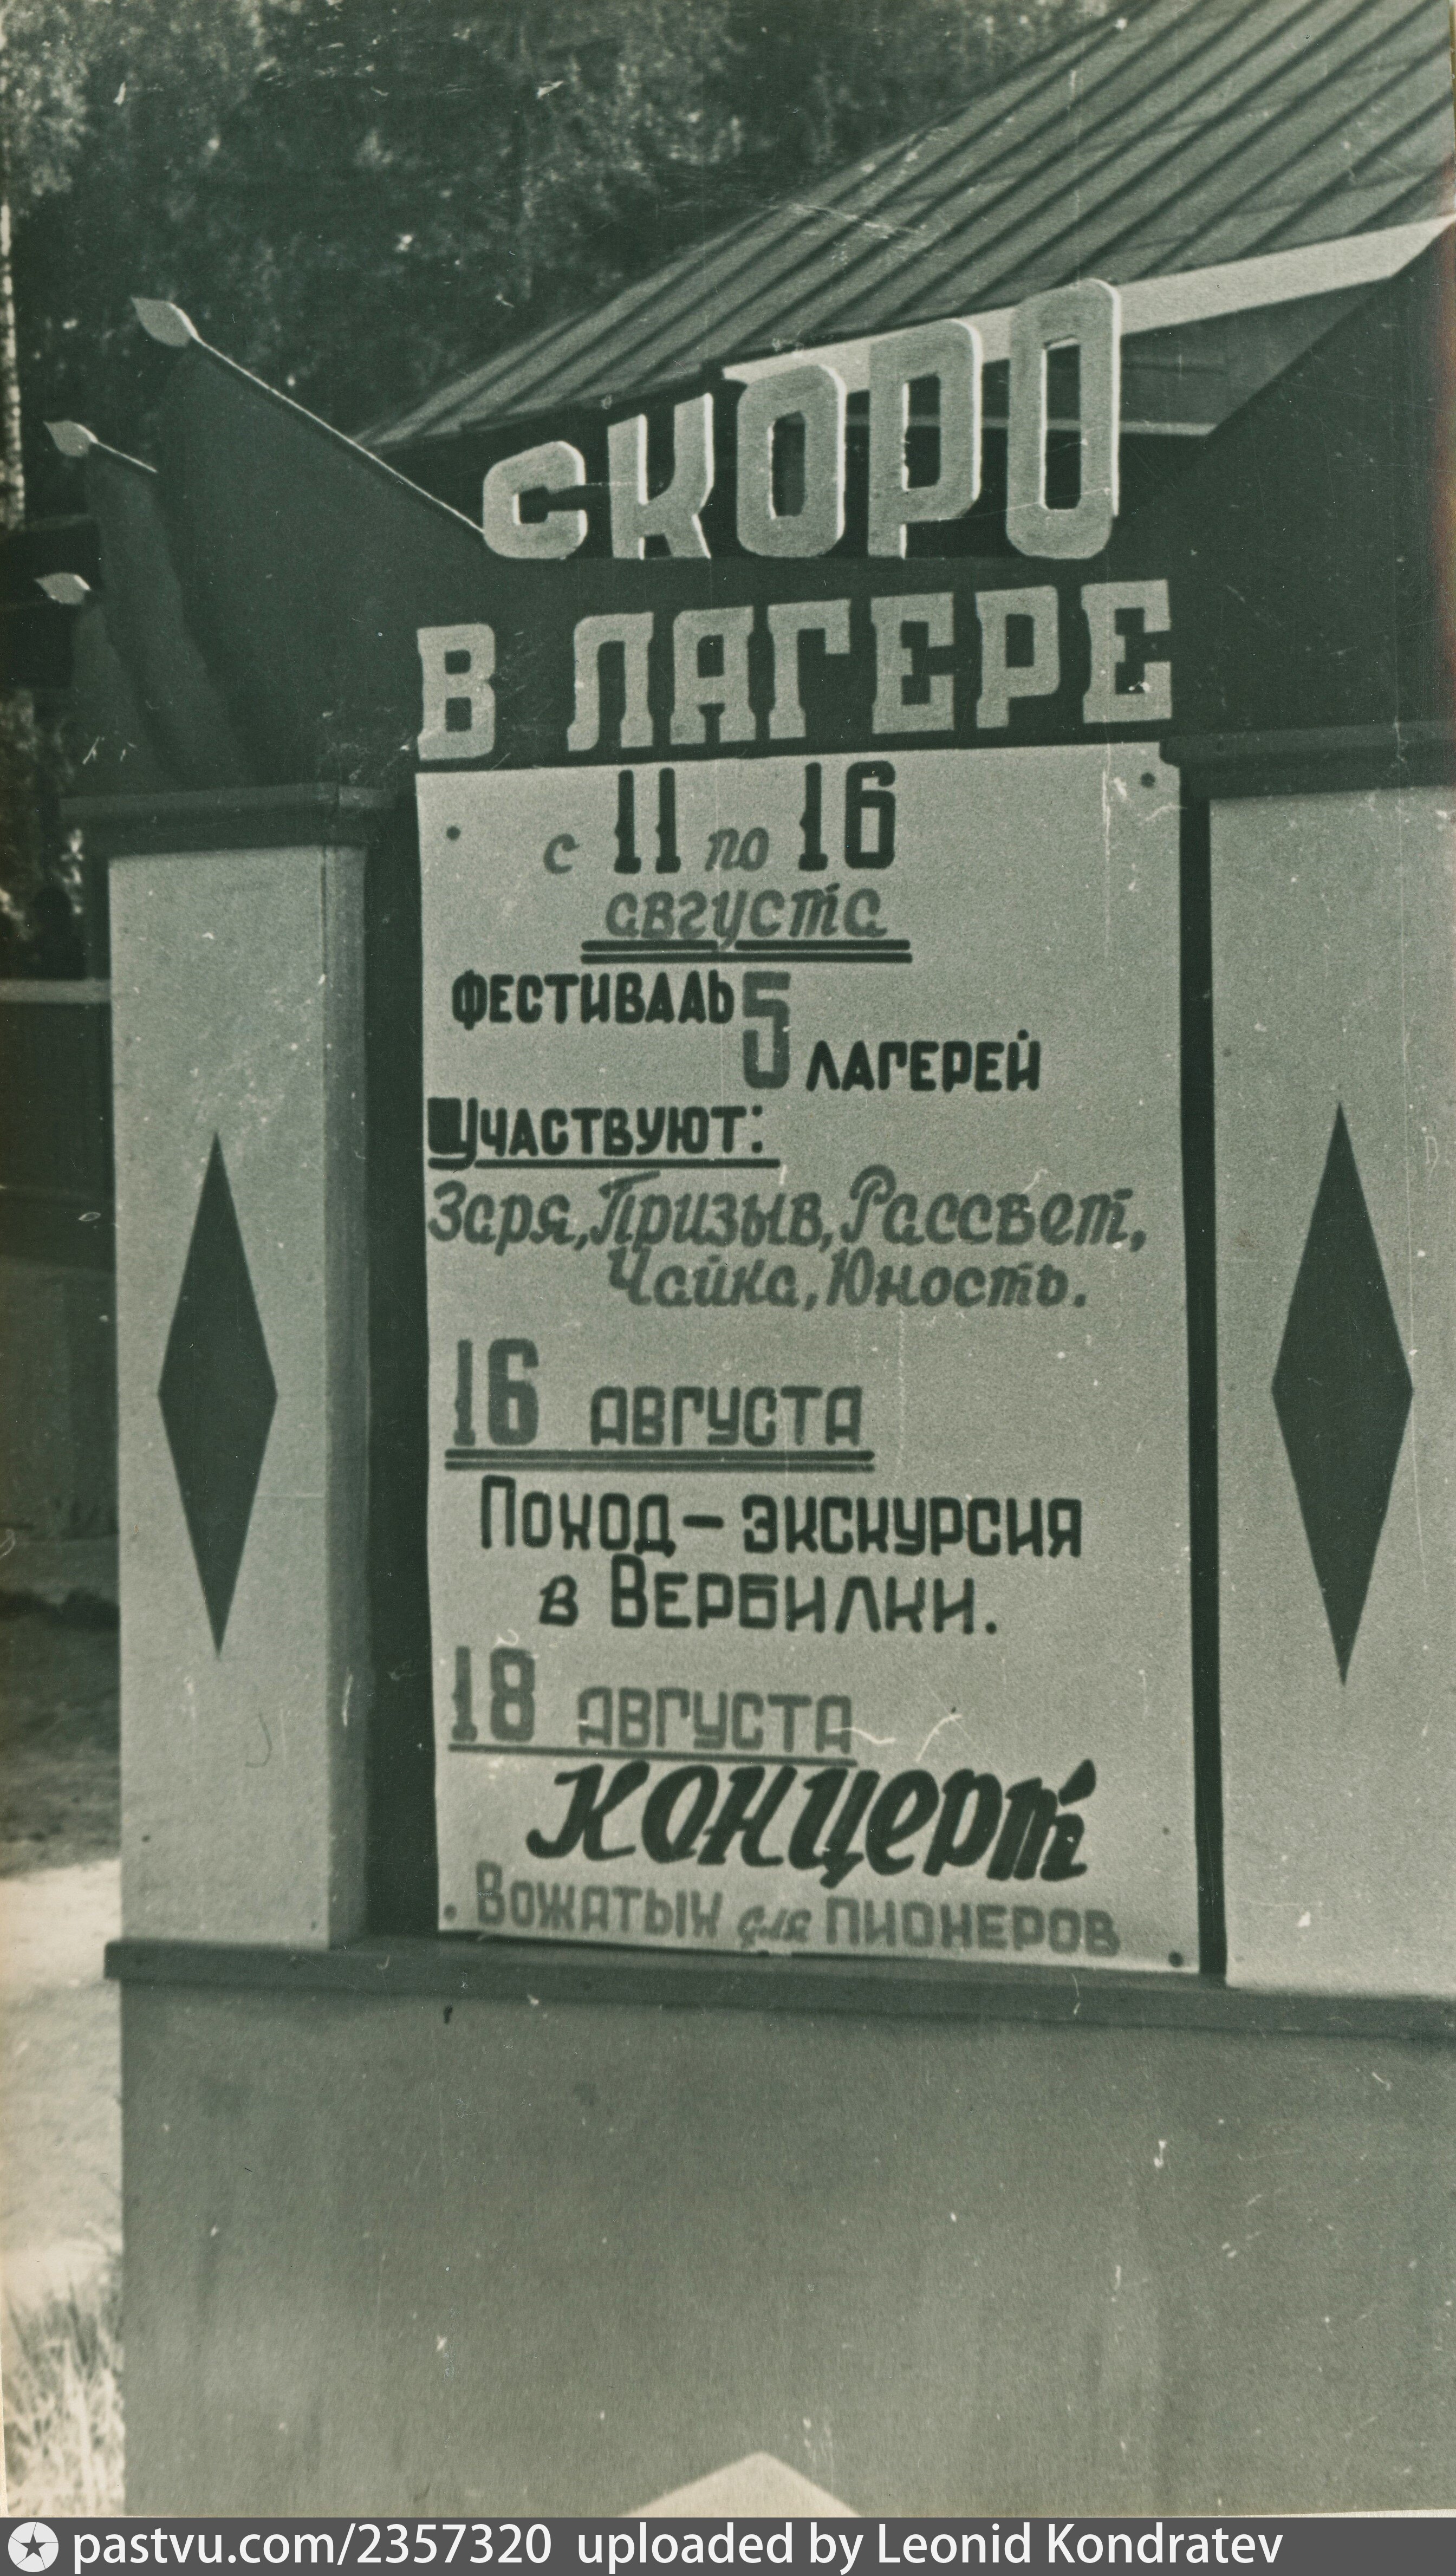 СКОРО
В ЛАГЕРЕ
с 11 по 16
августа
ФЕСТИВАЛЬ 5
ЛАГЕРЕЙ
УЧАСТВУЮТ:
Заря, Призыв, Рассвет,
Чайка, Юность.
16 АВГУСТА
ПОХОД – ЭКСКУРСИЯ
в ВЕРБИЛКИ.
18 АВГУСТА
КОНЦЕРТ
ВОЖАТЫХ для ПИОНЕРОВ
pastvu.com/2357320 uploaded by Leonid Kondratev